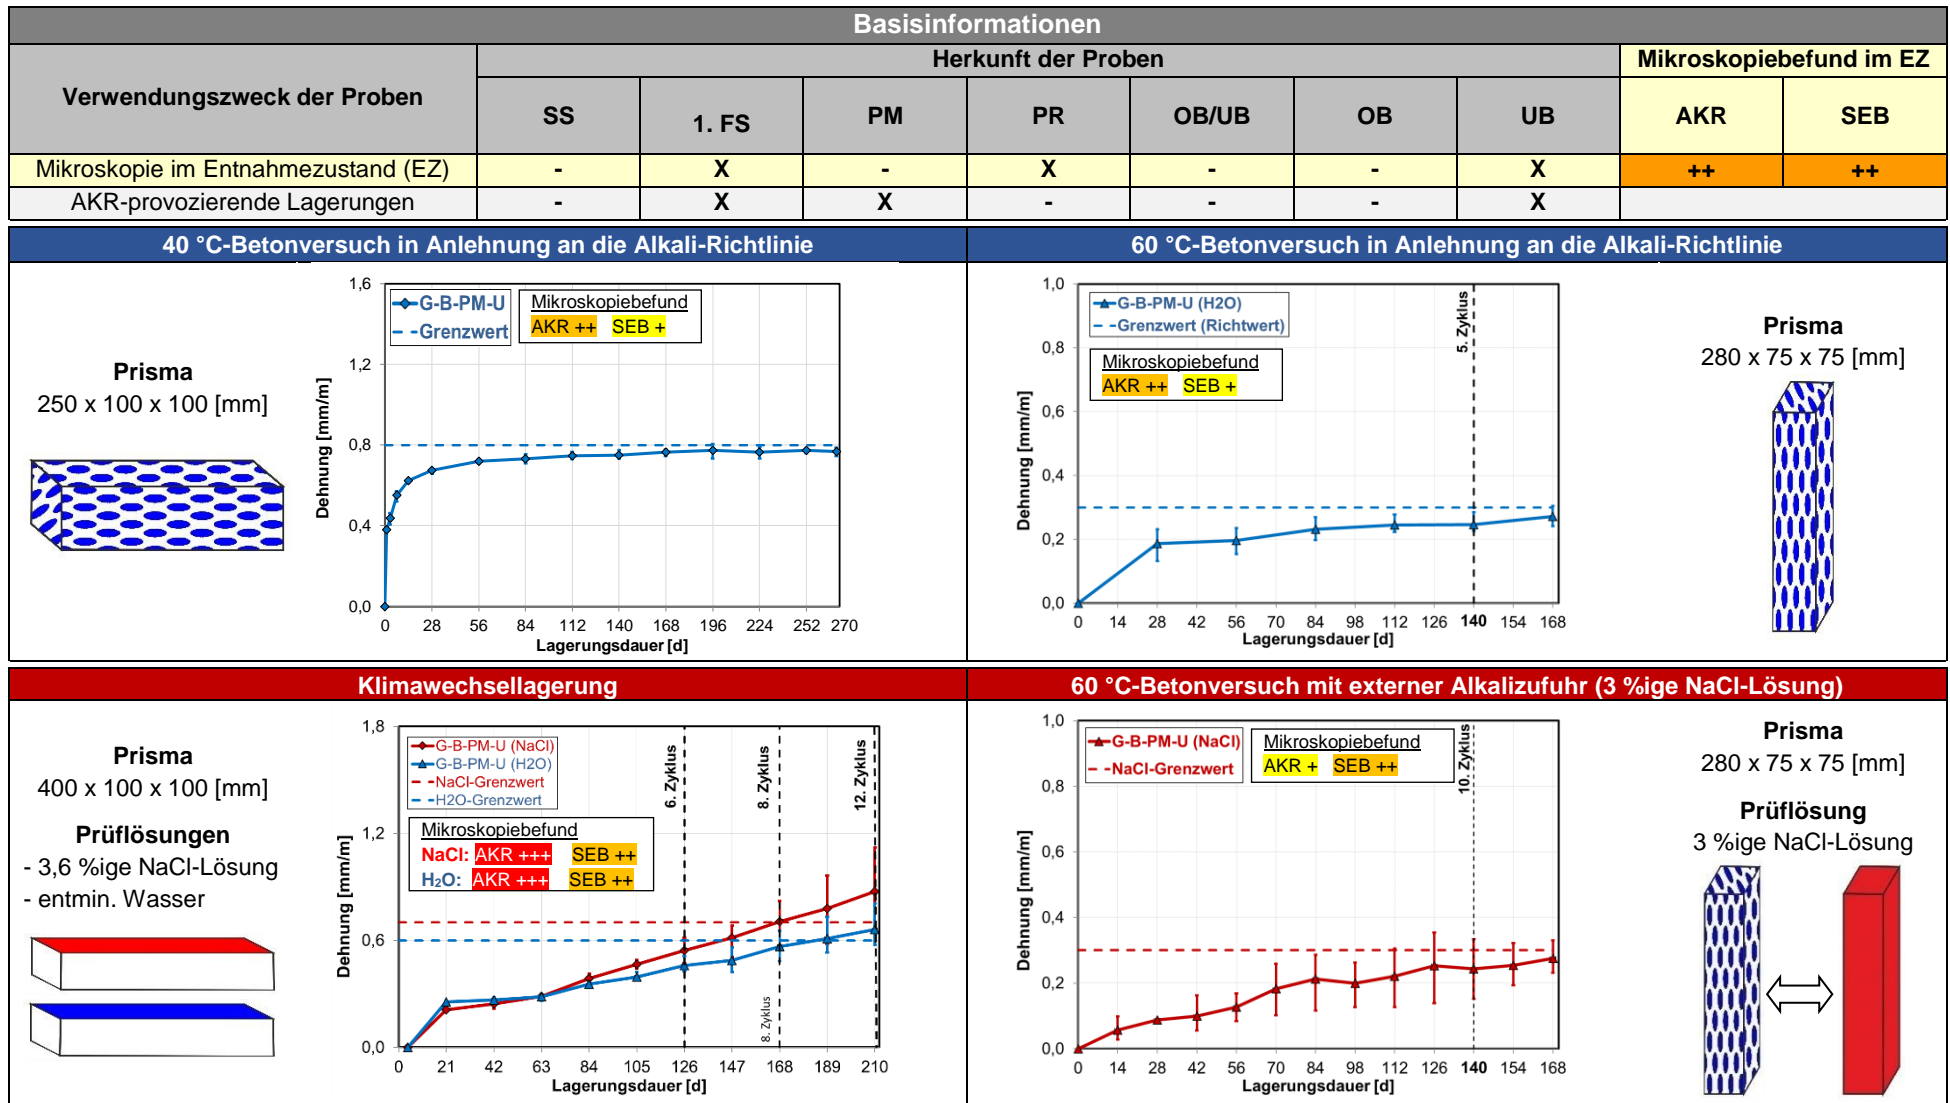 Basisinformationen
Verwendungszweck der Proben
Herkunft der Proben
Mikroskopiebefund im EZ
SS 1. FS PM PR OB/UB OB UB AKR SEB
Mikroskopie im Entnahmezustand (EZ) - X - X - - X ++ ++
AKR-provozierende Lagerungen - X X - - - X
40 °C-Betonversuch in Anlehnung an die Alkali-Richtlinie
Prisma
250 x 100 x 100 [mm]
Dehnung [mm/m]
1,6
1,2
0,8
0,4
0,0
G-B-PM-U
Grenzwert
Mikroskopiebefund
AKR ++ SEB +
0 28 56 84 112 140 168 196 224 252 270
Lagerungsdauer [d]
60 °C-Betonversuch in Anlehnung an die Alkali-Richtlinie
Dehnung [mm/m]
1,0
0,8
0,6
0,4
0,2
0,0
G-B-PM-U (H2O)
Grenzwert (Richtwert)
Mikroskopiebefund
AKR ++ SEB +
5. Zyklus
0 14 28 42 56 70 84 98 112 126 140 154 168
Lagerungsdauer [d]
Prisma
280 x 75 x 75 [mm]
Klimawechsellagerung
Prisma
400 x 100 x 100 [mm]
Prüflösungen
- 3,6 %ige NaCl-Lösung
- entmin. Wasser
Dehnung [mm/m]
1,8
1,2
0,6
0,0
G-B-PM-U (NaCl)
G-B-PM-U (H2O)
NaCl-Grenzwert
H2O-Grenzwert
Mikroskopiebefund
NaCl: AKR +++ SEB ++
H₂O: AKR +++ SEB ++
6. Zyklus
8. Zyklus
12. Zyklus
8. Zyklus
0 21 42 63 84 105 126 147 168 189 210
Lagerungsdauer [d]
60 °C-Betonversuch mit externer Alkalizufuhr (3 %ige NaCl-Lösung)
Dehnung [mm/m]
1,0
0,8
0,6
0,4
0,2
0,0
G-B-PM-U (NaCl)
NaCl-Grenzwert
Mikroskopiebefund
AKR + SEB ++
10. Zyklus
0 14 28 42 56 70 84 98 112 126 140 154 168
Lagerungsdauer [d]
Prisma
280 x 75 x 75 [mm]
Prüflösung
3 %ige NaCl-Lösung